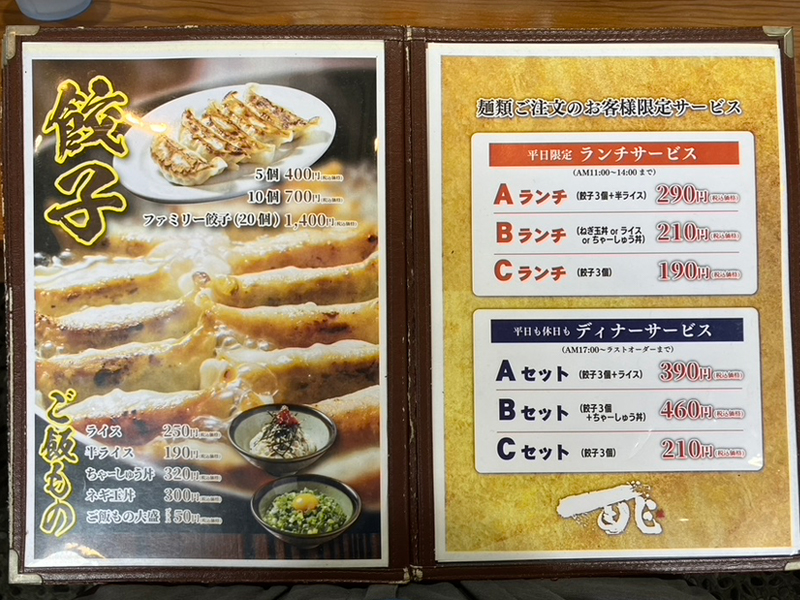 餃子
5個 400円(税込価格)
10個 700円(税込価格)
ファミリー餃子(20個) 1,400円(税込価格)
ご飯もの
ライス 250円(税込価格)
半ライス 190円(税込価格)
ちゃーしゅう丼 320円(税込価格)
ネギ玉丼 300円(税込価格)
ご飯もの大盛 150円(税込価格)
麺類ご注文のお客様限定サービス
平日限定 ランチサービス
(AM11:00〜14:00まで)
Aランチ (餃子3個+半ライス) 290円(税込価格)
Bランチ (ねぎ玉丼 or ライス or ちゃーしゅう丼) 210円(税込価格)
Cランチ (餃子3個) 190円(税込価格)
平日も休日も ディナーサービス
(AM17:00〜ラストオーダーまで)
Aセット (餃子3個+ライス) 390円(税込価格)
Bセット (餃子3個+ちゃーしゅう丼) 460円(税込価格)
Cセット (餃子3個) 210円(税込価格)